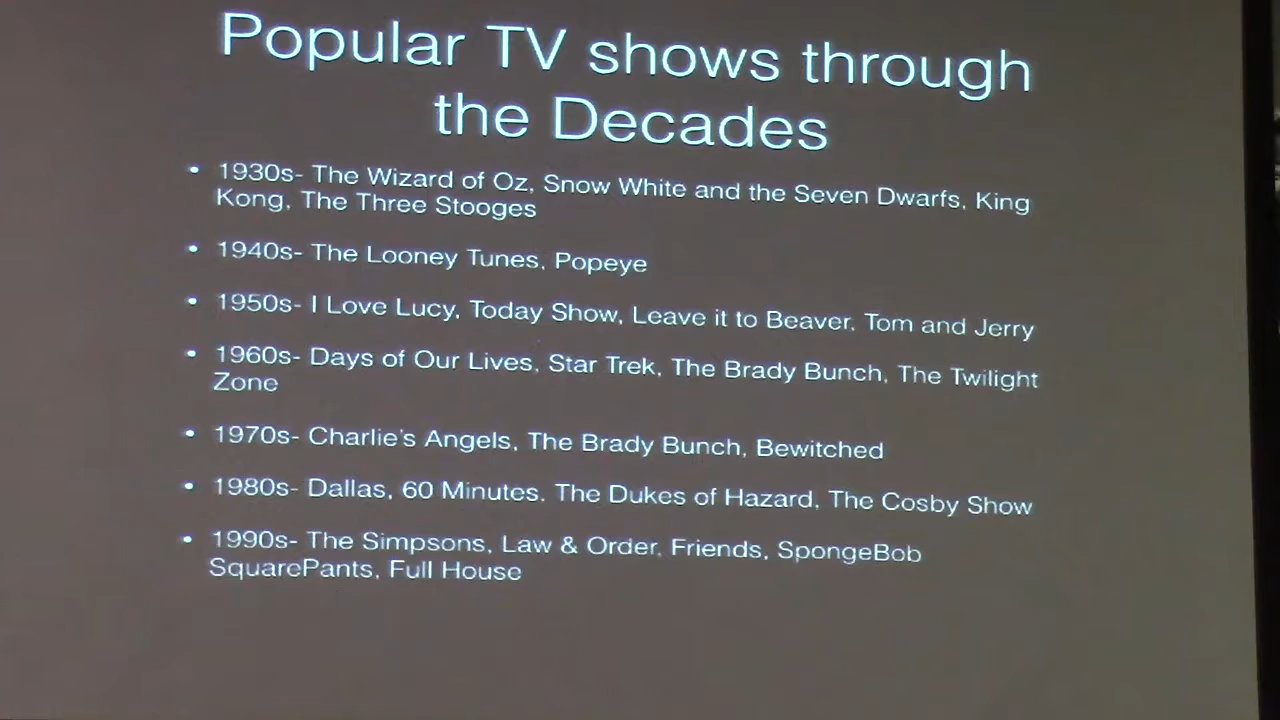 Popular TV shows through
the Decades
• 1930s- The Wizard of Oz, Snow White and the Seven Dwarfs, King
Kong, The Three Stooges
• 1940s- The Looney Tunes, Popeye
• 1950s- I Love Lucy, Today Show, Leave it to Beaver, Tom and Jerry
• 1960s- Days of Our Lives, Star Trek, The Brady Bunch, The Twilight
Zone
• 1970s- Charlie's Angels, The Brady Bunch, Bewitched
• 1980s- Dallas, 60 Minutes. The Dukes of Hazard, The Cosby Show
• 1990s- The Simpsons, Law & Order, Friends, SpongeBob
SquarePants, Full House